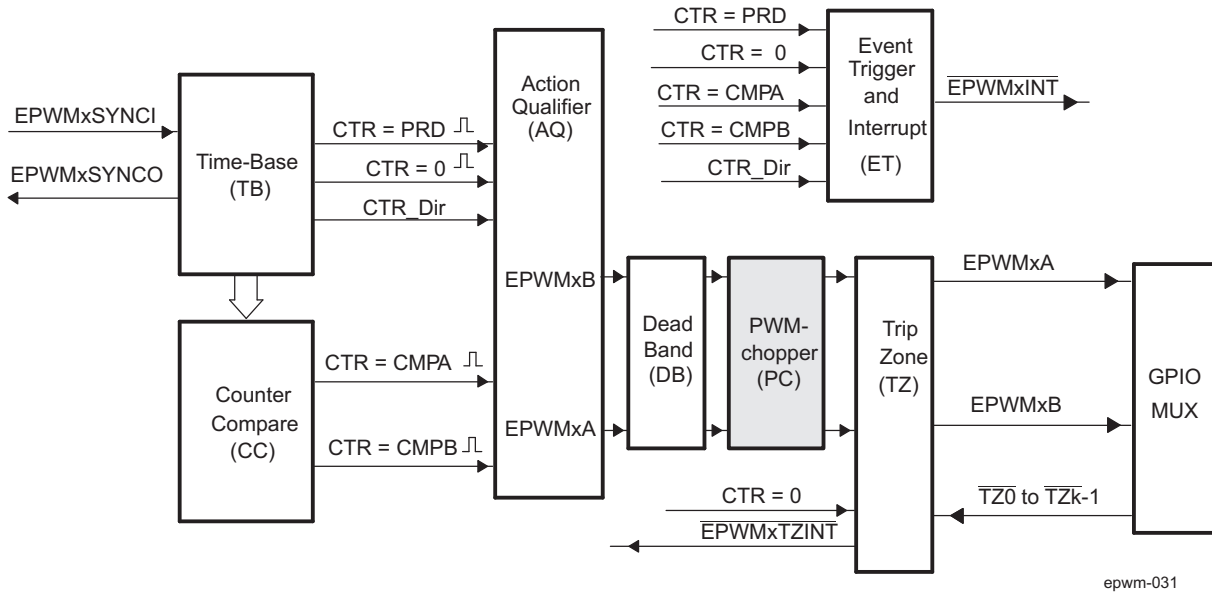 EPWMxSYNCI
EPWMxSYNCO
Time-Base
(TB)
CTR = PRD
CTR = 0
CTR_Dir
Counter
Compare
(CC)
CTR = CMPA
CTR = CMPB
Action
Qualifier
(AQ)
EPWMxB
EPWMxA
CTR = PRD
CTR = 0
CTR = CMPA
CTR = CMPB
CTR_Dir
Event
Trigger
and
Interrupt
(ET)
EPWMxINT
Dead
Band
(DB)
PWM-
chopper
(PC)
Trip
Zone
(TZ)
CTR = 0
EPWMxTZINT
EPWMxA
EPWMxB
TZ0 to TZk-1
GPIO
MUX
epwm-031